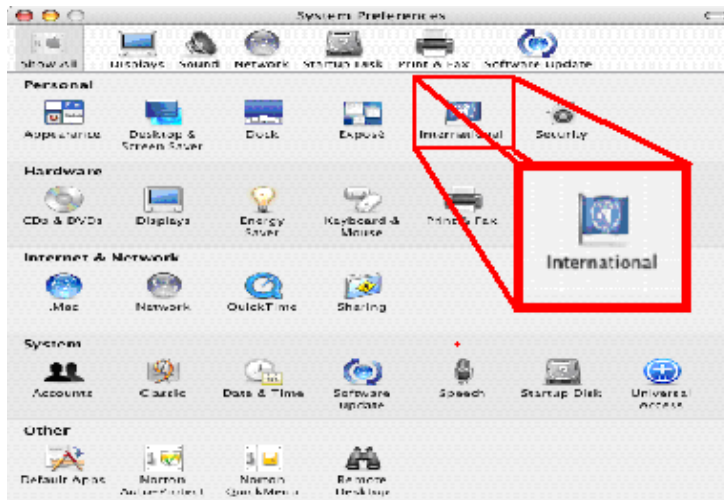 System Preferences
Show All Displays Sound Network Startup Disk Print & Fax Software Update
Personal
Appearance Desktop & Screen Saver Dock Exposé International Security
Hardware
CDs & DVDs Displays Energy Saver Keyboard & Mouse Print & Fax
International
Internet & Network
.Mac Network QuickTime Sharing
System
Accounts Classic Date & Time Software Update Speech Startup Disk Universal Access
Other
Default Apps Norton AutoProtect Norton QuickMenu Remote Desktop